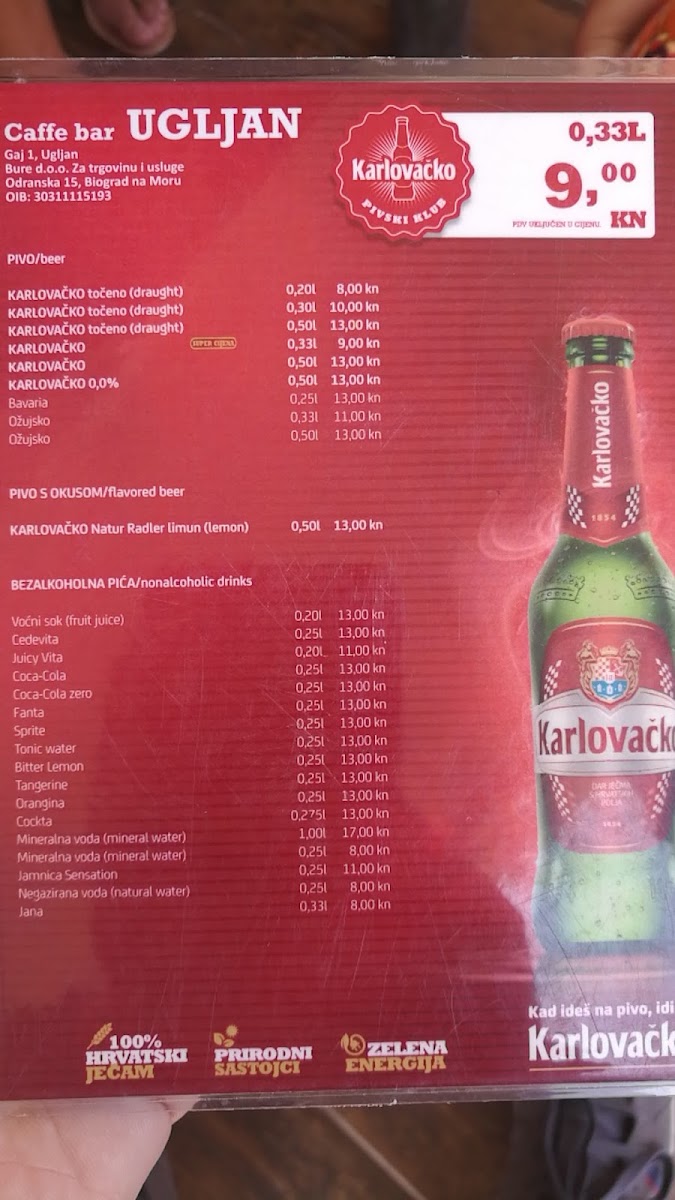 Caffe bar UGLJAN
Gaj 1, Ugljan
Bure d.o.o. Za trgovinu i usluge
Odranska 15, Biograd na Moru
OIB: 30311115193
Karlovačko
PIVSKI KLUB
0,33L
9,00
PDV UKLJUČEN U CIJENU. KN
PIVO/beer
KARLOVAČKO točeno (draught) 0,20l 8,00 kn
KARLOVAČKO točeno (draught) 0,30l 10,00 kn
KARLOVAČKO točeno (draught) 0,50l 13,00 kn
KARLOVAČKO SUPER CIJENA 0,33l 9,00 kn
KARLOVAČKO 0,50l 13,00 kn
KARLOVAČKO 0,0% 0,50l 13,00 kn
Bavaria 0,25l 13,00 kn
Ožujsko 0,33l 11,00 kn
Ožujsko 0,50l 13,00 kn
PIVO S OKUSOM/flavored beer
KARLOVAČKO Natur Radler limun (lemon) 0,50l 13,00 kn
BEZALKOHOLNA PIĆA/nonalcoholic drinks
Voćni sok (fruit juice) 0,20l 13,00 kn
Cedevita 0,25l 13,00 kn
Juicy Vita 0,20L 11,00 kn
Coca-Cola 0,25l 13,00 kn
Coca-Cola zero 0,25l 13,00 kn
Fanta 0,25l 13,00 kn
Sprite 0,25l 13,00 kn
Tonic water 0,25l 13,00 kn
Bitter Lemon 0,25l 13,00 kn
Tangerine 0,25l 13,00 kn
Orangina 0,25l 13,00 kn
Cockta 0,275l 13,00 kn
Mineralna voda (mineral water) 1,00l 17,00 kn
Mineralna voda (mineral water) 0,25l 8,00 kn
Jamnica Sensation 0,25l 11,00 kn
Negazirana voda (natural water) 0,25l 8,00 kn
Jana 0,33l 8,00 kn
Karlovačko
1854
Karlovačk
1854
100%
HRVATSKI
JEČAM
PRIRODNI
SASTOJCI
ZELENA
ENERGIJA
Kad ideš na pivo, idi
Karlovačk